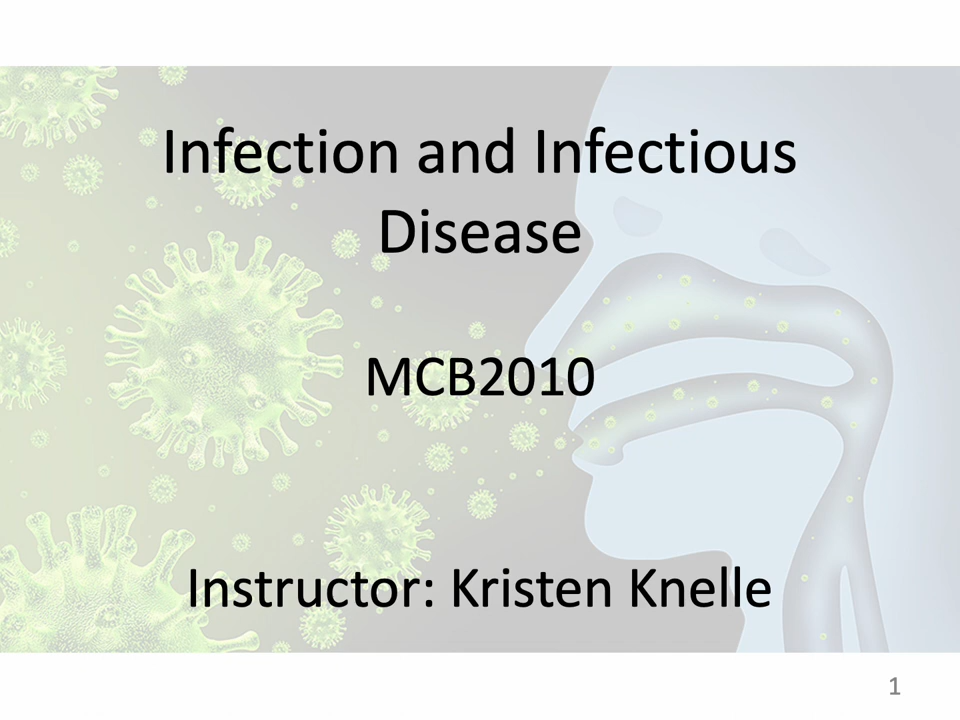 Infection and Infectious
Disease
MCB2010
Instructor: Kristen Knelle
1